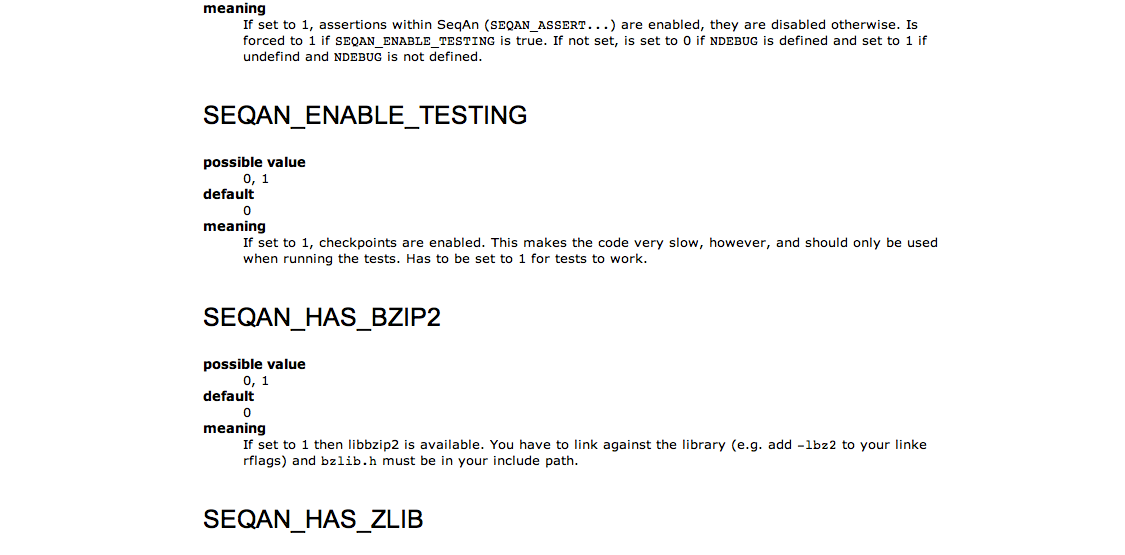 meaning
If set to 1, assertions within SeqAn (SEQAN_ASSERT...) are enabled, they are disabled otherwise. Is
forced to 1 if SEQAN_ENABLE_TESTING is true. If not set, is set to 0 if NDEBUG is defined and set to 1 if
undefind and NDEBUG is not defined.
SEQAN_ENABLE_TESTING
possible value
0, 1
default
0
meaning
If set to 1, checkpoints are enabled. This makes the code very slow, however, and should only be used
when running the tests. Has to be set to 1 for tests to work.
SEQAN_HAS_BZIP2
possible value
0, 1
default
0
meaning
If set to 1 then libbzip2 is available. You have to link against the library (e.g. add -lbz2 to your linke
rflags) and bzlib.h must be in your include path.
SEQAN_HAS_ZLIB